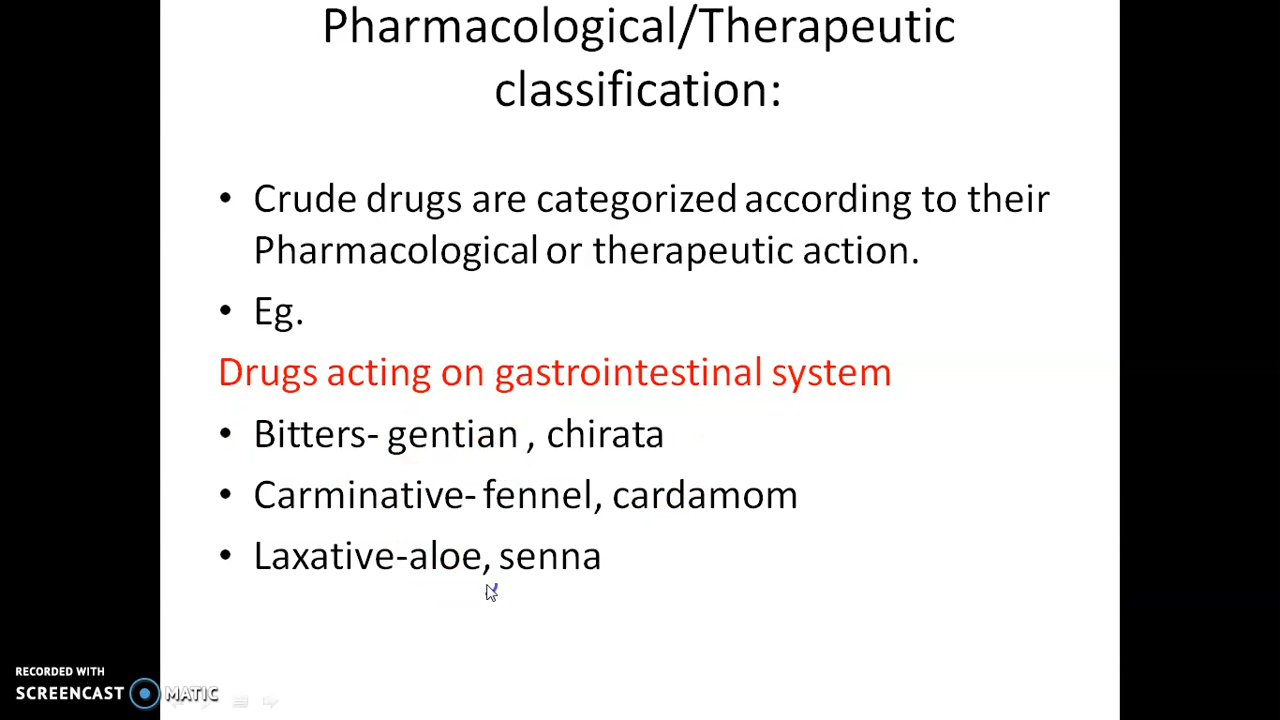 Pharmacological/Therapeutic
classification:
• Crude drugs are categorized according to their
Pharmacological or therapeutic action.
• Eg.
Drugs acting on gastrointestinal system
• Bitters- gentian , chirata
• Carminative- fennel, cardamom
• Laxative-aloe, senna
RECORDED WITH
SCREENCAST MATIC